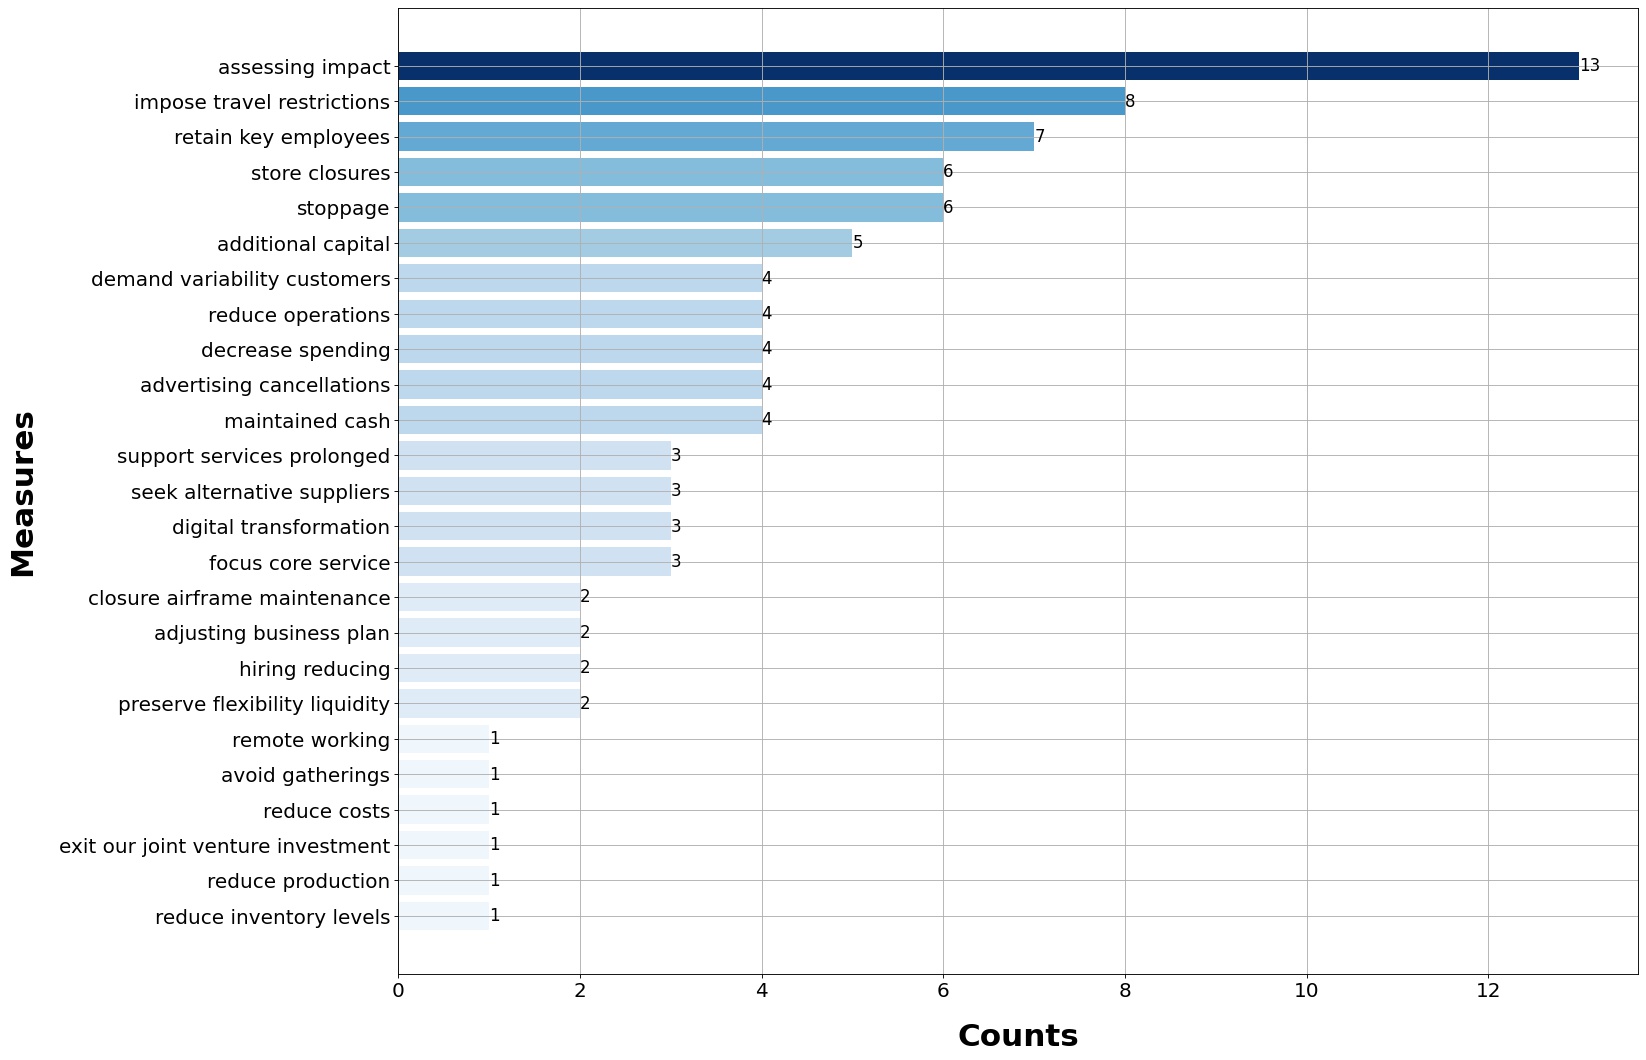 assessing impact 13
impose travel restrictions 8
retain key employees 7
store closures 6
stoppage 6
additional capital 5
demand variability customers 4
reduce operations 4
decrease spending 4
advertising cancellations 4
maintained cash 4
support services prolonged 3
seek alternative suppliers 3
digital transformation 3
focus core service 3
closure airframe maintenance 2
adjusting business plan 2
hiring reducing 2
preserve flexibility liquidity 2
remote working 1
avoid gatherings 1
reduce costs 1
exit our joint venture investment 1
reduce production 1
reduce inventory levels 1
Measures
0 2 4 6 8 10 12
Counts